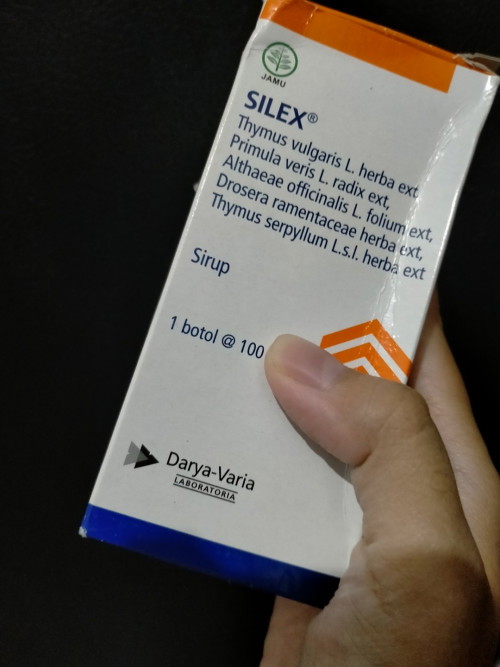 JAMU
SILEX®
Thymus vulgaris L. herba ext,
Primula veris L. radix ext,
Althaeae officinalis L. folium ext,
Drosera ramentaceae herba ext,
Thymus serpyllum L.s.l. herba ext
Sirup
1 botol @ 100
Darya-Varia
LABORATORIA